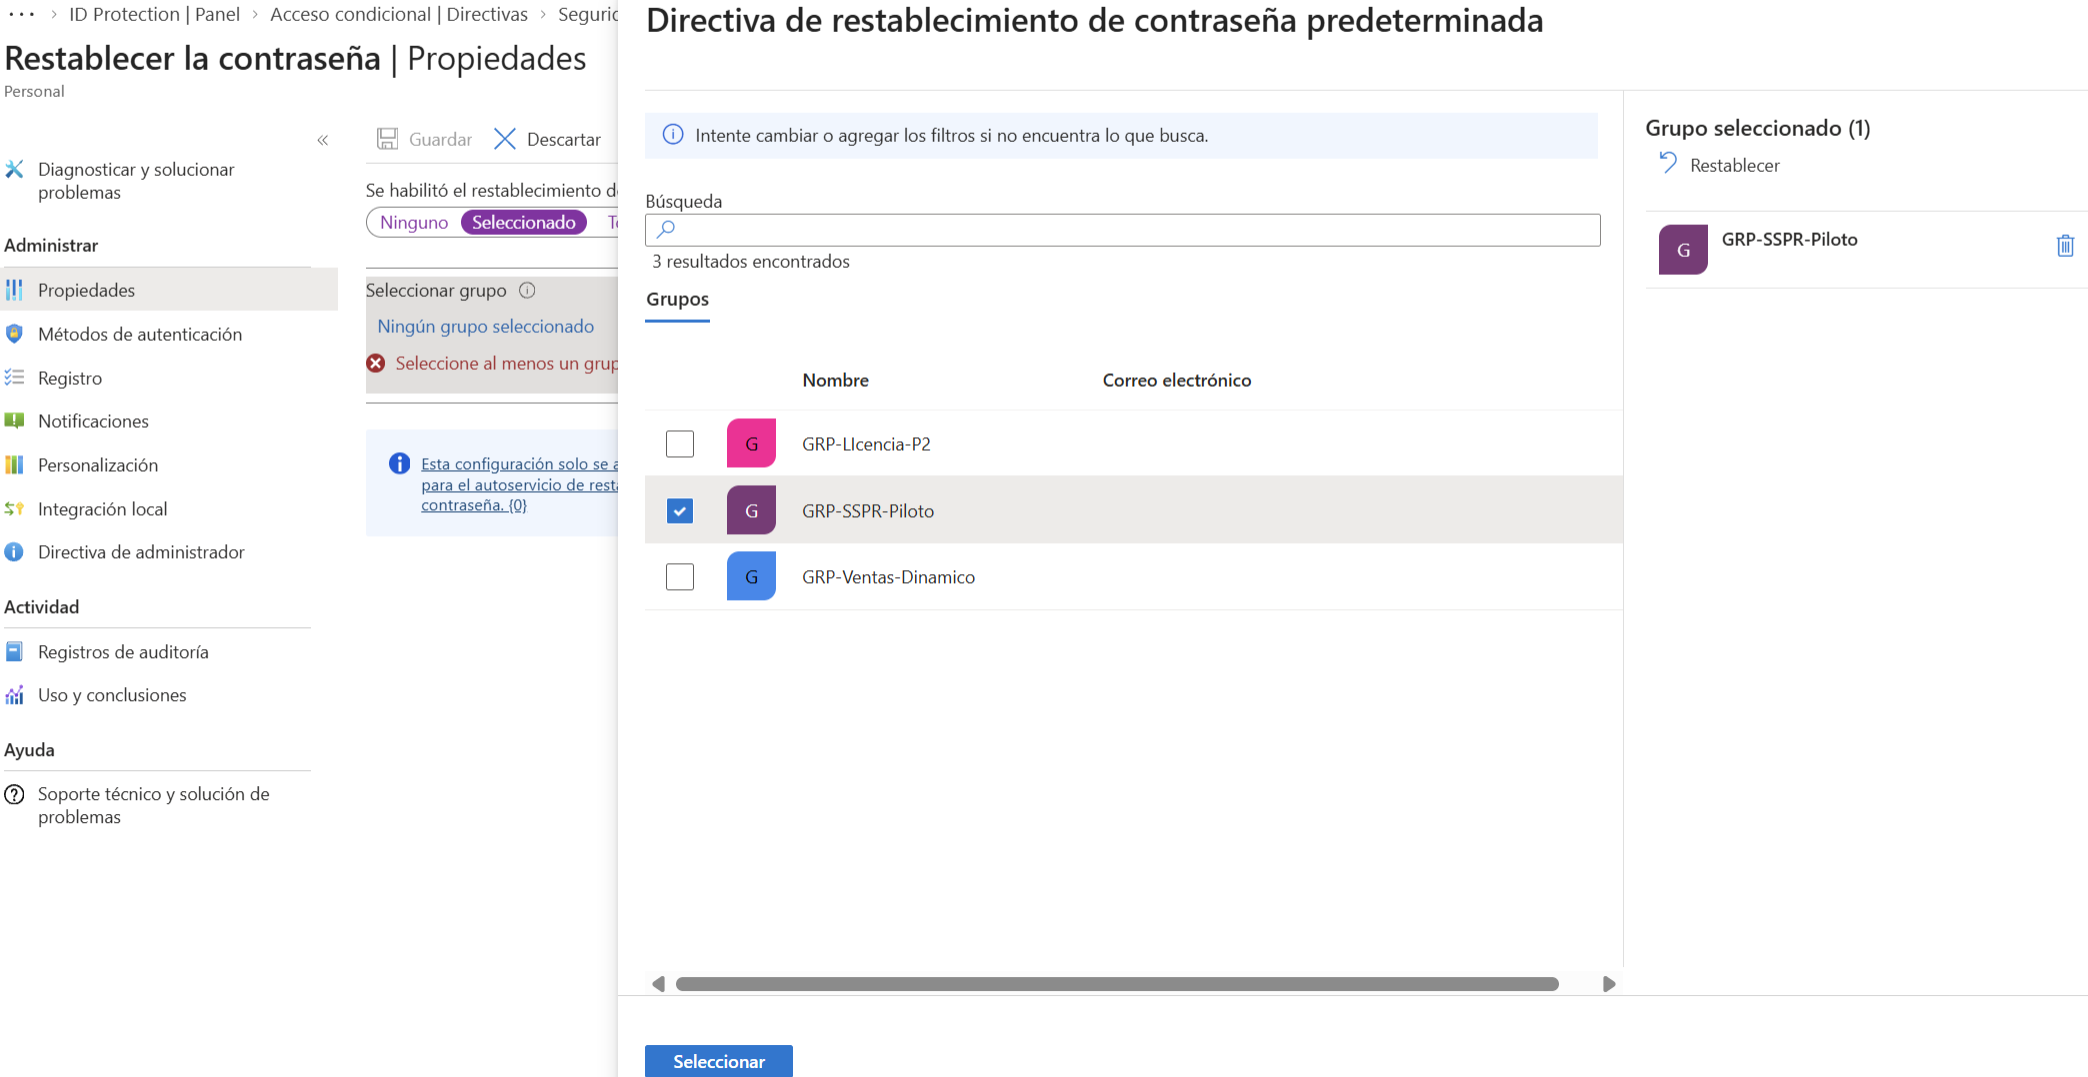 ··· > ID Protection | Panel > Acceso condicional | Directivas >
Restablecer la contraseña | Propiedades
Personal
«
Diagnosticar y solucionar
problemas
Administrar
Propiedades
Métodos de autenticación
Registro
Notificaciones
Personalización
Integración local
Directiva de administrador
Actividad
Registros de auditoría
Uso y conclusiones
Ayuda
Soporte técnico y solución de
problemas
Guardar
Descartar
Se habilitó el restablecimiento
Ninguno
Seleccionado
Seleccionar grupo
Ningún grupo seleccionado
Seleccione al menos un
Esta configuración solo se
para el autoservicio de
contraseña. {0}
Directiva de restablecimiento de contraseña predeterminada
Intente cambiar o agregar los filtros si no encuentra lo que busca.
Búsqueda
3 resultados encontrados
Grupos
Nombre
Correo electrónico
G GRP-LIcencia-P2
G GRP-SSPR-Piloto
G GRP-Ventas-Dinamico
Seleccionar
Grupo seleccionado (1)
Restablecer
G GRP-SSPR-Piloto